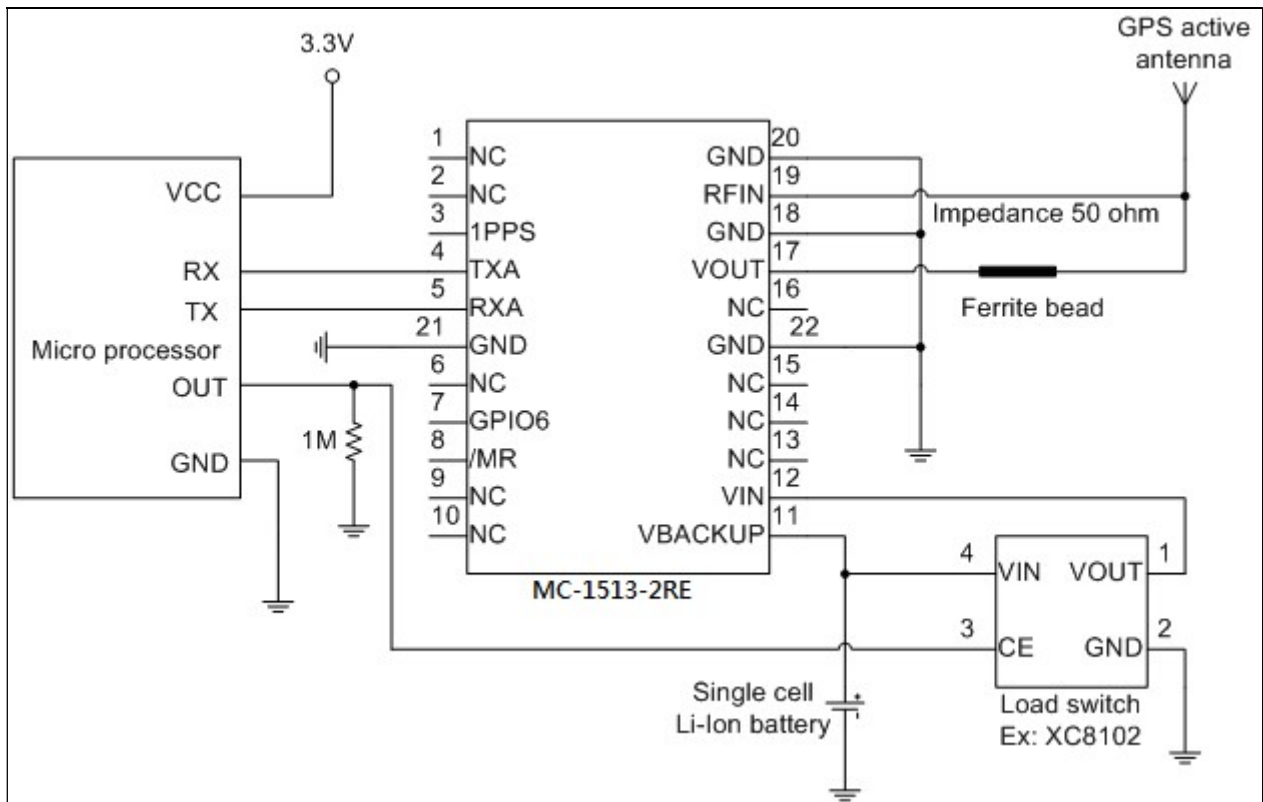 GPS active
antenna
3.3V
VCC
RX
TX
Micro processor
OUT
GND
1M
1
NC
2
NC
3
1PPS
4
TXA
5
RXA
21
GND
6
NC
7
GPIO6
8
/MR
9
NC
10
NC
20
GND
19
RFIN
18
GND
17
VOUT
16
NC
22
GND
15
NC
14
NC
13
NC
12
VIN
11
VBACKUP
MC-1513-2RE
Impedance 50 ohm
Ferrite bead
4
VIN
VOUT
1
3
CE
GND
2
Load switch
Ex: XC8102
+
-
Single cell
Li-Ion battery